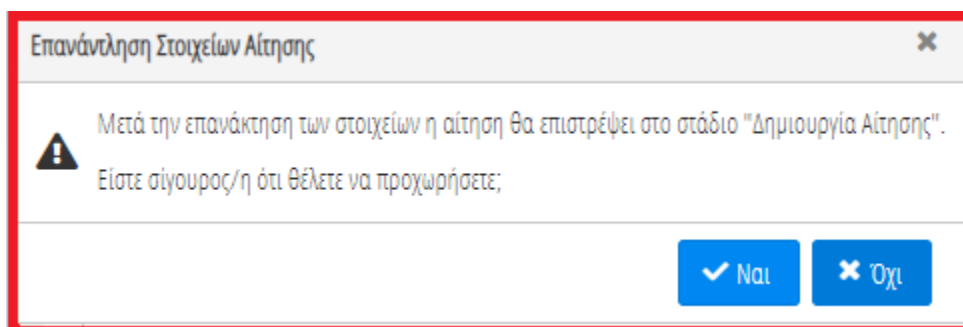 Επανάντληση Στοιχείων Αίτησης
Μετά την επανάκτηση των στοιχείων η αίτηση θα επιστρέψει στο στάδιο "Δημιουργία Αίτησης".
Είστε σίγουρος/η ότι θέλετε να προχωρήσετε;
Ναι Όχι